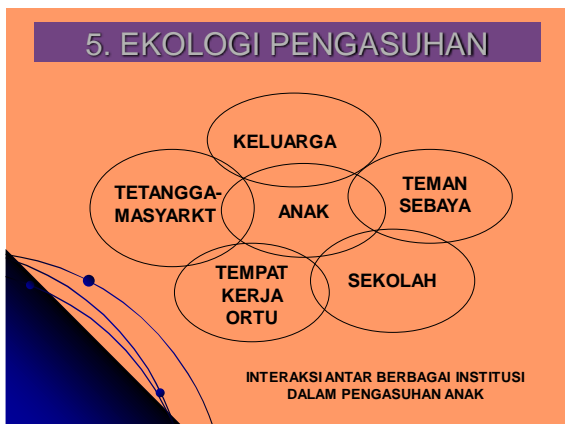 5. EKOLOGI PENGASUHAN
KELUARGA
TETANGGA-
MASYARKT
ANAK
TEMAN
SEBAYA
TEMPAT
KERJA
ORTU
SEKOLAH
INTERAKSI ANTAR BERBAGAI INSTITUSI
DALAM PENGASUHAN ANAK